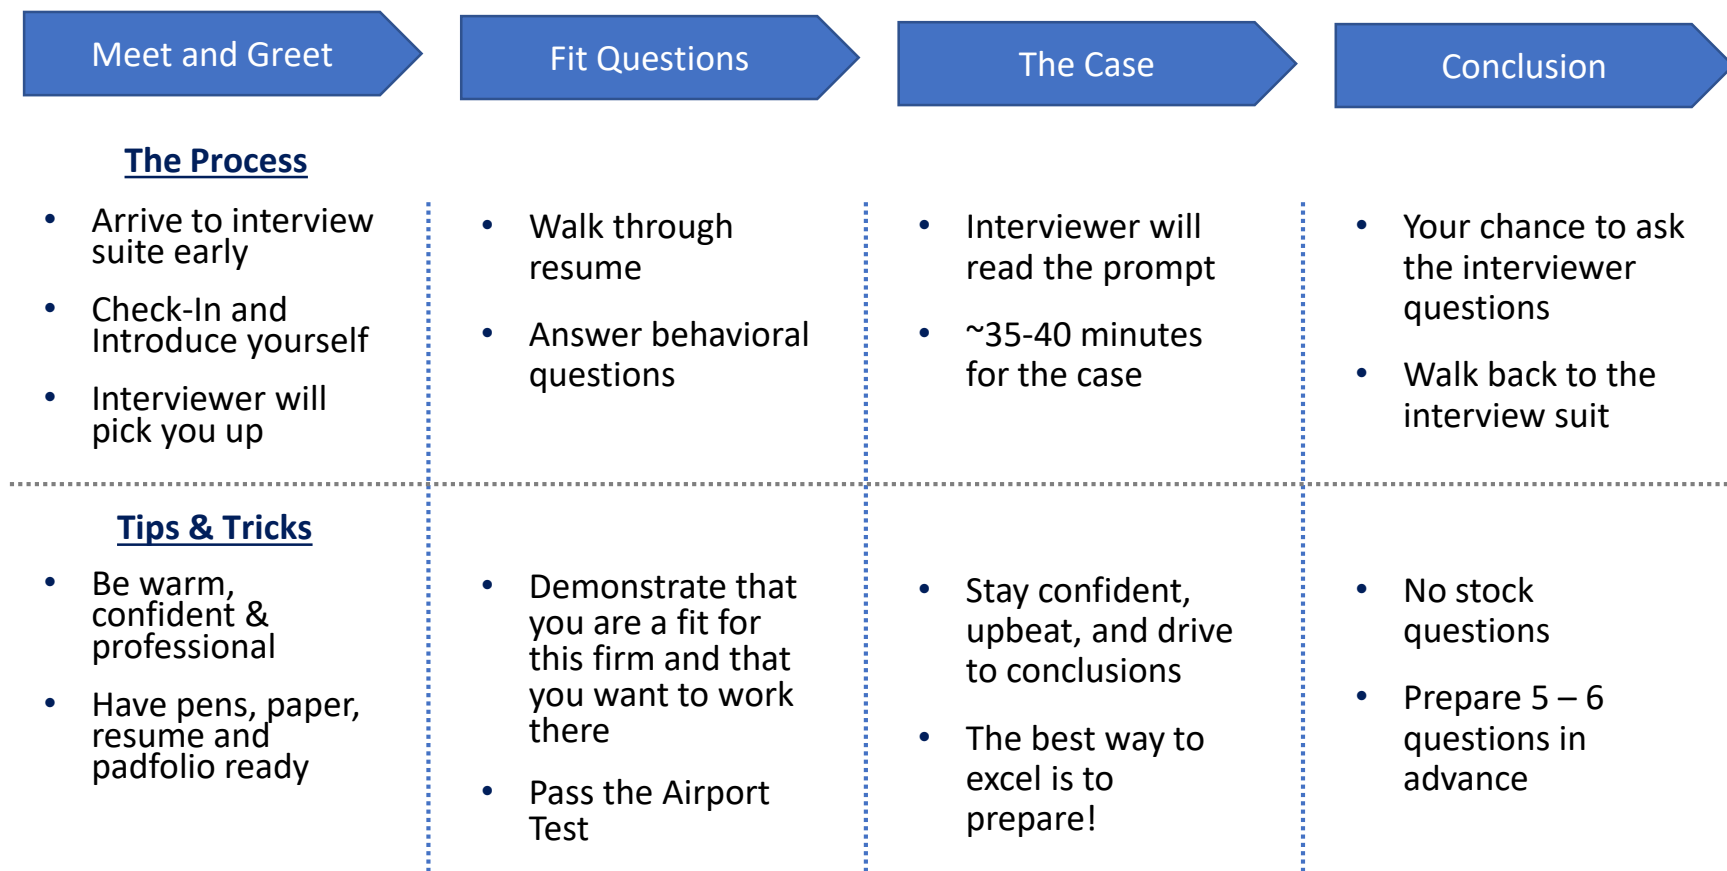 Meet and Greet
Fit Questions
The Case
Conclusion
The Process
• Arrive to interview
suite early
• Check-In and
Introduce yourself
• Interviewer will
pick you up
• Walk through
resume
• Answer behavioral
questions
• Interviewer will
read the prompt
• ~35-40 minutes
for the case
• Your chance to ask
the interviewer
questions
• Walk back to the
interview suit
Tips & Tricks
• Be warm,
confident &
professional
• Have pens, paper,
resume and
padfolio ready
• Demonstrate that
you are a fit for
this firm and that
you want to work
there
• Pass the Airport
Test
• Stay confident,
upbeat, and drive
to conclusions
• The best way to
excel is to
prepare!
• No stock
questions
• Prepare 5 – 6
questions in
advance